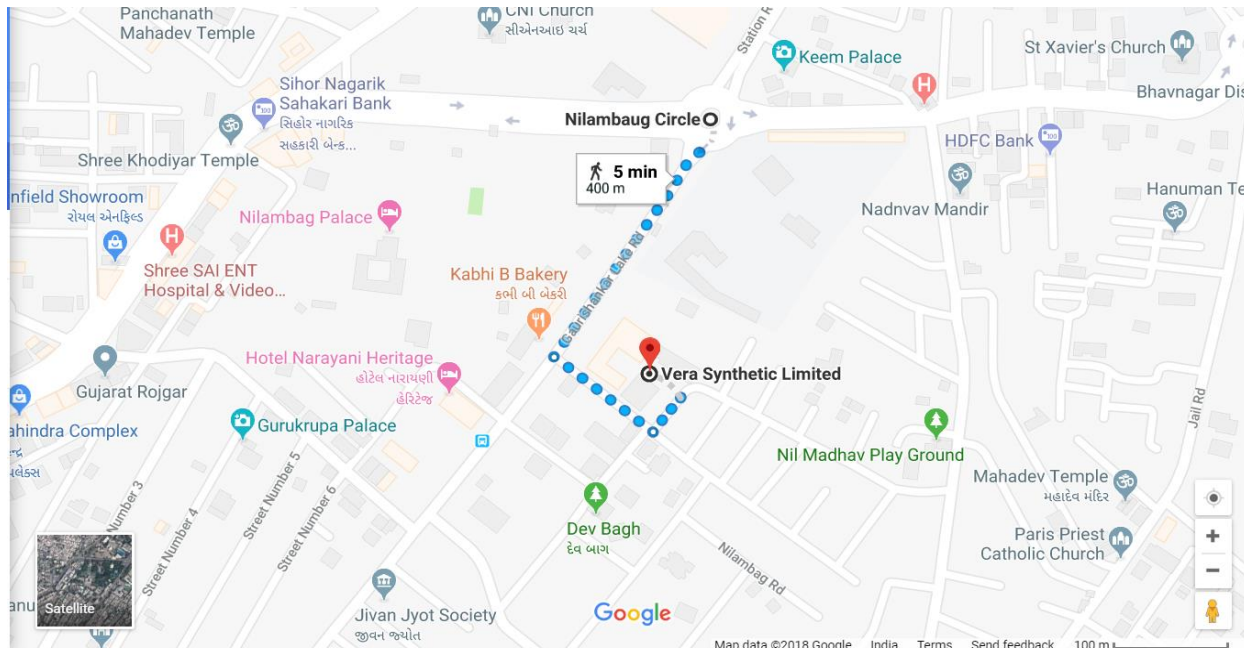 Panchanath
Mahadev Temple
CNI Church
સીએનઆઇ ચર્ચ
Station R
Keem Palace
St Xavier's Church
Bhavnagar Dis
Sihor Nagarik
Sahakari Bank
સિહોર નાગરિક
સહકારી બેન્ક...
Nilambaug Circle
HDFC Bank
Shree Khodiyar Temple
5 min
400 m
nfield Showroom
રોયલ એનફિલ્ડ
Nilambag Palace
Nadnvav Mandir
Hanuman Te
Shree SAI ENT
Hospital & Video...
Kabhi B Bakery
કભી બી બેકરી
Gaurishankar Lake Rd
Hotel Narayani Heritage
હોટેલ નારાયણી
હેરિટેજ
Vera Synthetic Limited
Gujarat Rojgar
Jail Rd
ahindra Complex
Gurukrupa Palace
Nil Madhav Play Ground
Mahadev Temple
મહાદેવ મંદિર
Number 3
Street Number 4
Street Number 5
Street Number 6
Dev Bagh
દેવ બાગ
Paris Priest
Catholic Church
Nilambag Rd
Satellite
Jivan Jyot Society
જીવન જ્યોત
Google
Map data ©2018 Google India Terms Send feedback 100 m